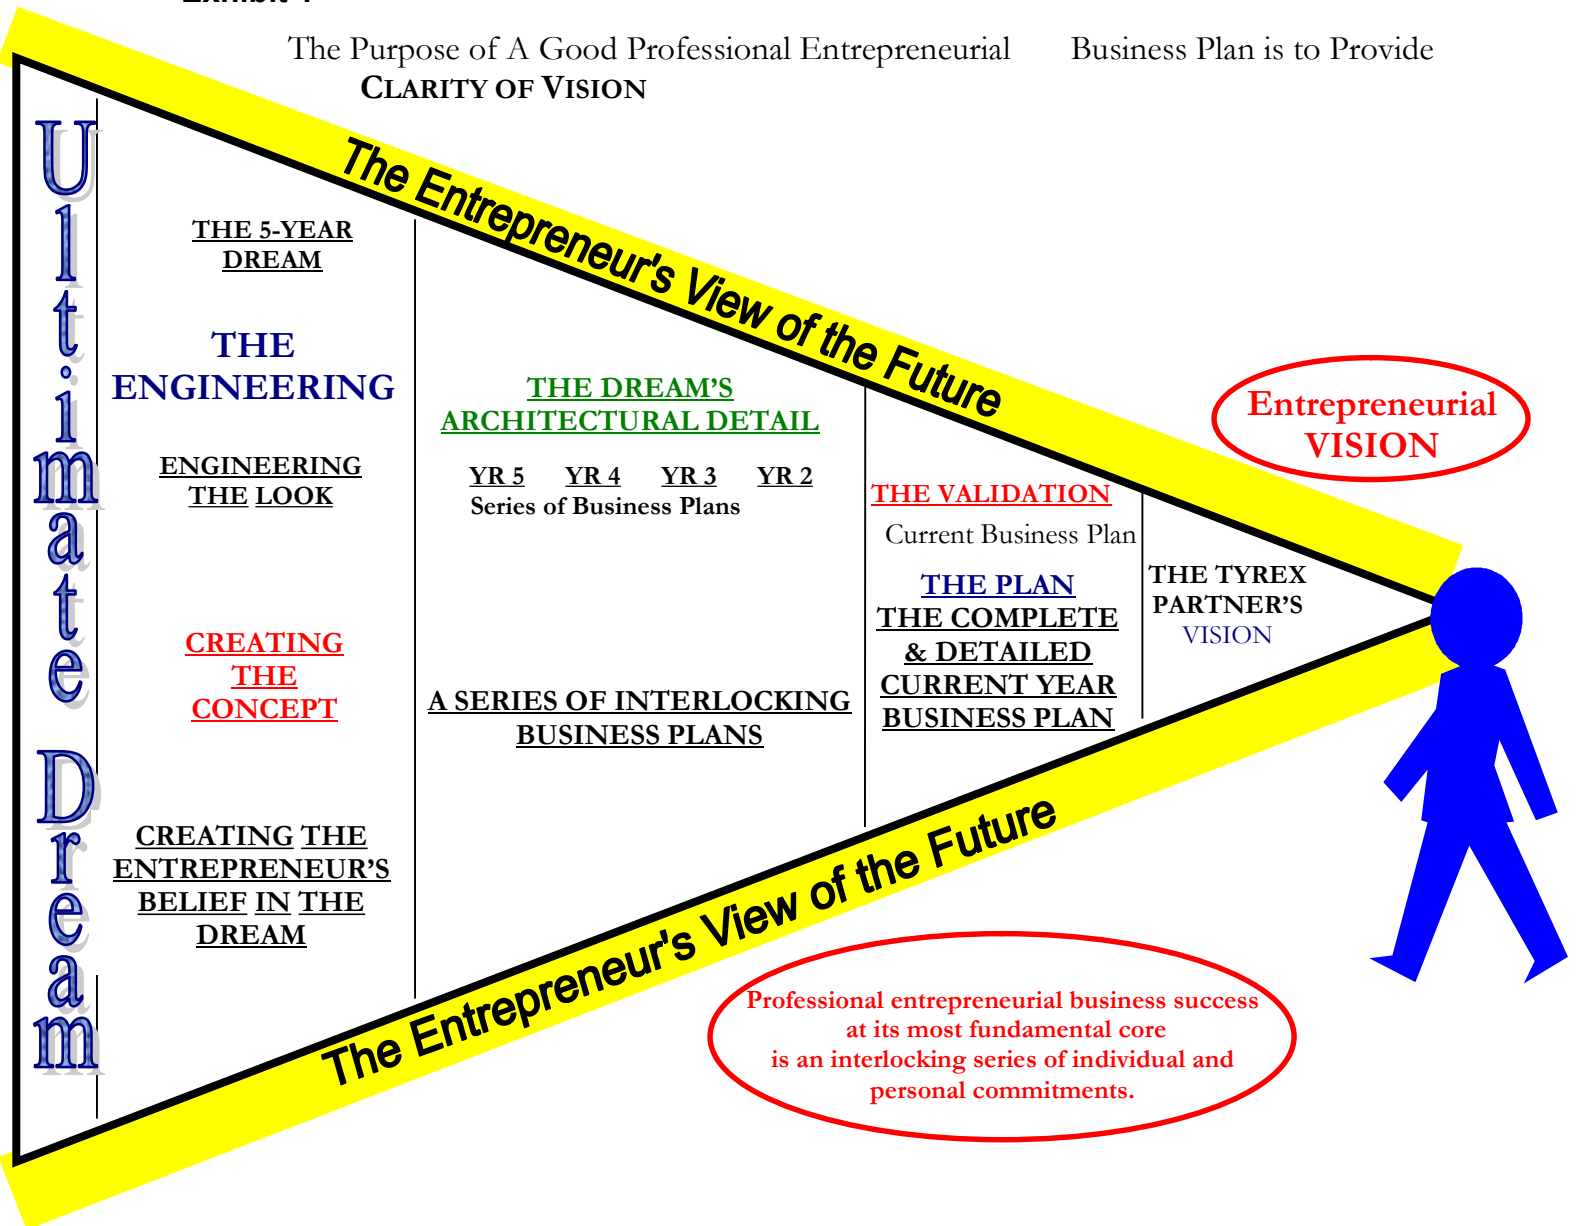 Exhibit 1
The Purpose of A Good Professional Entrepreneurial Business Plan is to Provide
CLARITY OF VISION
The Entrepreneur's View of the Future
Ultimate Dream
THE 5-YEAR
DREAM
THE
ENGINEERING
ENGINEERING
THE LOOK
CREATING
THE
CONCEPT
CREATING THE
ENTREPRENEUR’S
BELIEF IN THE
DREAM
THE DREAM’S
ARCHITECTURAL DETAIL
YR 5 YR 4 YR 3 YR 2
Series of Business Plans
A SERIES OF INTERLOCKING
BUSINESS PLANS
THE VALIDATION
Current Business Plan
THE PLAN
THE COMPLETE
& DETAILED
CURRENT YEAR
BUSINESS PLAN
THE TYREX
PARTNER’S
VISION
Entrepreneurial
VISION
The Entrepreneur's View of the Future
Professional entrepreneurial business success
at its most fundamental core
is an interlocking series of individual and
personal commitments.